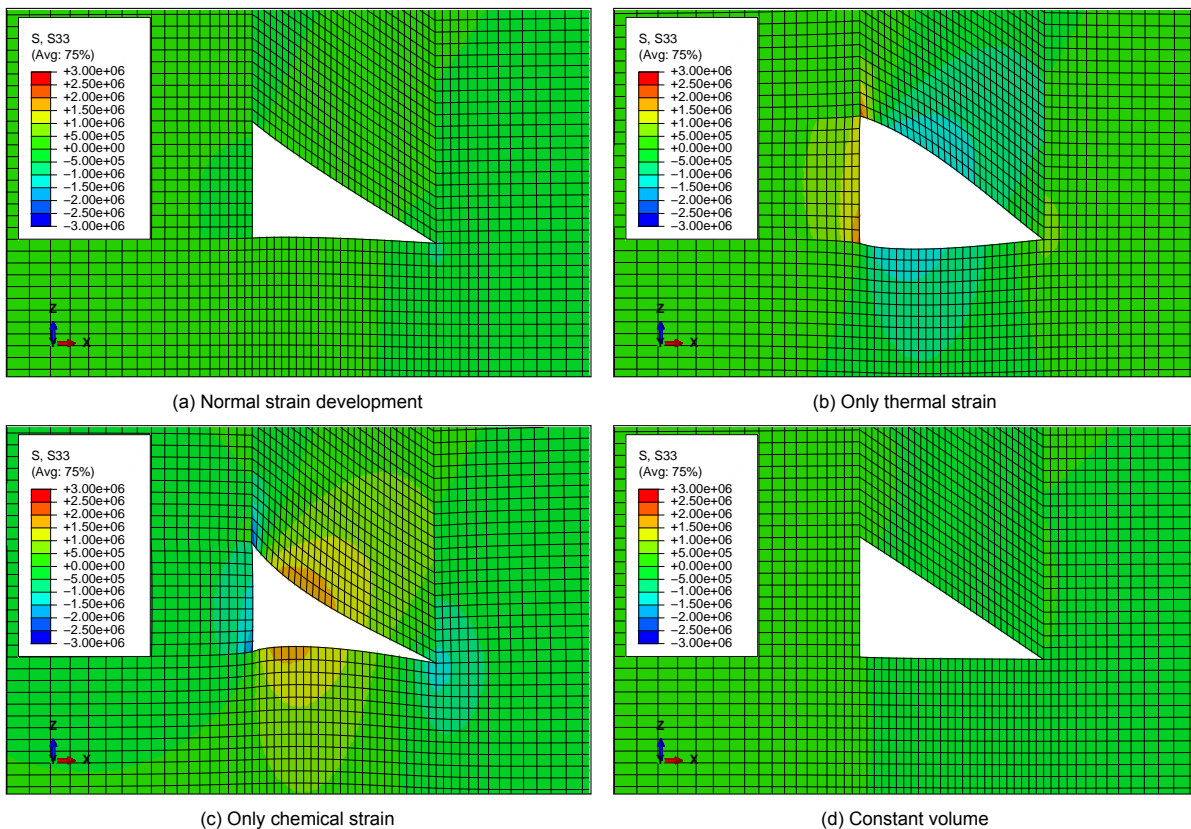 S, S33
(Avg: 75%)
+3.00e+06
+2.50e+06
+2.00e+06
+1.50e+06
+1.00e+06
+5.00e+05
+0.00e+00
−5.00e+05
−1.00e+06
−1.50e+06
−2.00e+06
−2.50e+06
−3.00e+06
Z
X
(a) Normal strain development
S, S33
(Avg: 75%)
+3.00e+06
+2.50e+06
+2.00e+06
+1.50e+06
+1.00e+06
+5.00e+05
+0.00e+00
−5.00e+05
−1.00e+06
−1.50e+06
−2.00e+06
−2.50e+06
−3.00e+06
Z
X
(b) Only thermal strain
S, S33
(Avg: 75%)
+3.00e+06
+2.50e+06
+2.00e+06
+1.50e+06
+1.00e+06
+5.00e+05
+0.00e+00
−5.00e+05
−1.00e+06
−1.50e+06
−2.00e+06
−2.50e+06
−3.00e+06
Z
X
(c) Only chemical strain
S, S33
(Avg: 75%)
+3.00e+06
+2.50e+06
+2.00e+06
+1.50e+06
+1.00e+06
+5.00e+05
+0.00e+00
−5.00e+05
−1.00e+06
−1.50e+06
−2.00e+06
−2.50e+06
−3.00e+06
Z
X
(d) Constant volume